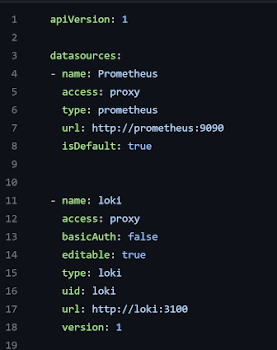 1 apiVersion: 1
2
3 datasources:
4 - name: Prometheus
5   access: proxy
6   type: prometheus
7   url: http://prometheus:9090
8   isDefault: true
9
10
11 - name: loki
12   access: proxy
13   basicAuth: false
14   editable: true
15   type: loki
16   uid: loki
17   url: http://loki:3100
18   version: 1
19